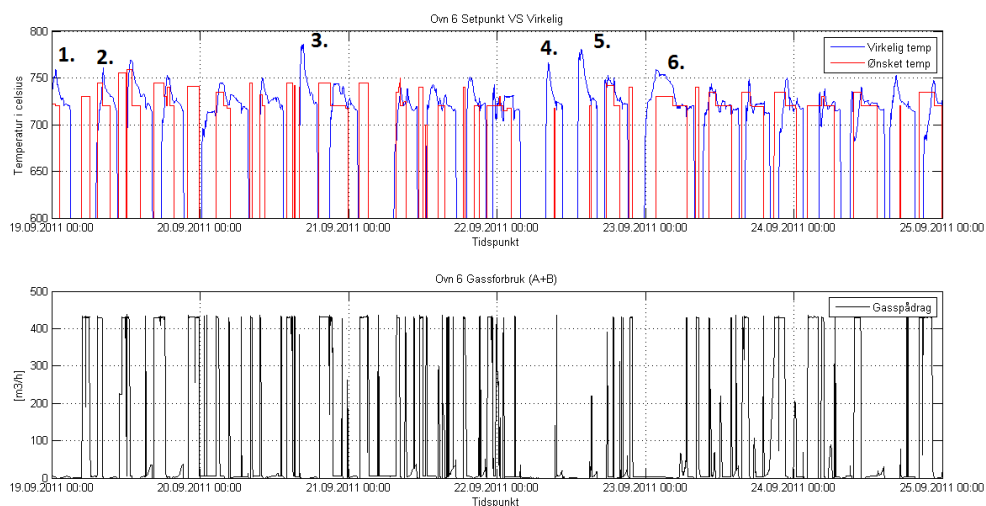 Ovn 6 Setpunkt VS Virkelig
800
1.
2.
3.
4.
5.
6.
Virkelig temp
Ønsket temp
750
700
650
600
Temperatur i celsius
19.09.2011 00:00 20.09.2011 00:00 21.09.2011 00:00 22.09.2011 00:00 23.09.2011 00:00 24.09.2011 00:00 25.09.2011 00:00
Tidspunkt
Ovn 6 Gassforbruk (A+B)
500
Gasspådrag
400
300
200
100
0
[m3/h]
19.09.2011 00:00 20.09.2011 00:00 21.09.2011 00:00 22.09.2011 00:00 23.09.2011 00:00 24.09.2011 00:00 25.09.2011 00:00
Tidspunkt